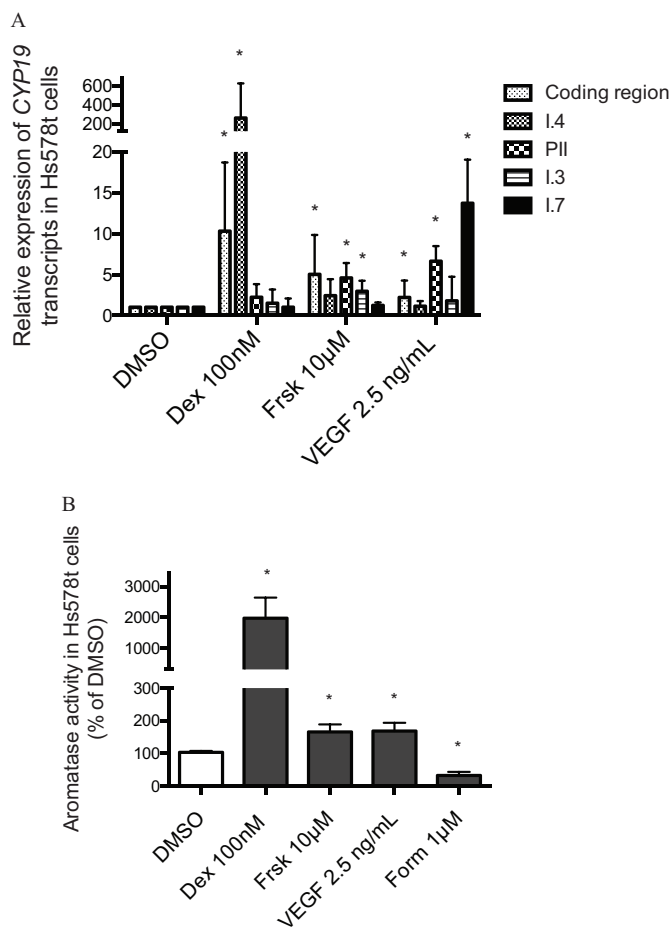 A
Relative expression of CYP19
transcripts in Hs578t cells
600
400
200
20
15
10
5
0
*
*
*
*
*
*
*
*
DMSO
Dex 100nM
Frsk 10µM
VEGF 2.5 ng/mL
Coding region
I.4
PII
I.3
I.7
B
Aromatase activity in Hs578t cells
(% of DMSO)
3000
2000
1000
300
200
100
0
*
*
*
*
DMSO
Dex 100nM
Frsk 10µM
VEGF 2.5 ng/mL
Form 1µM